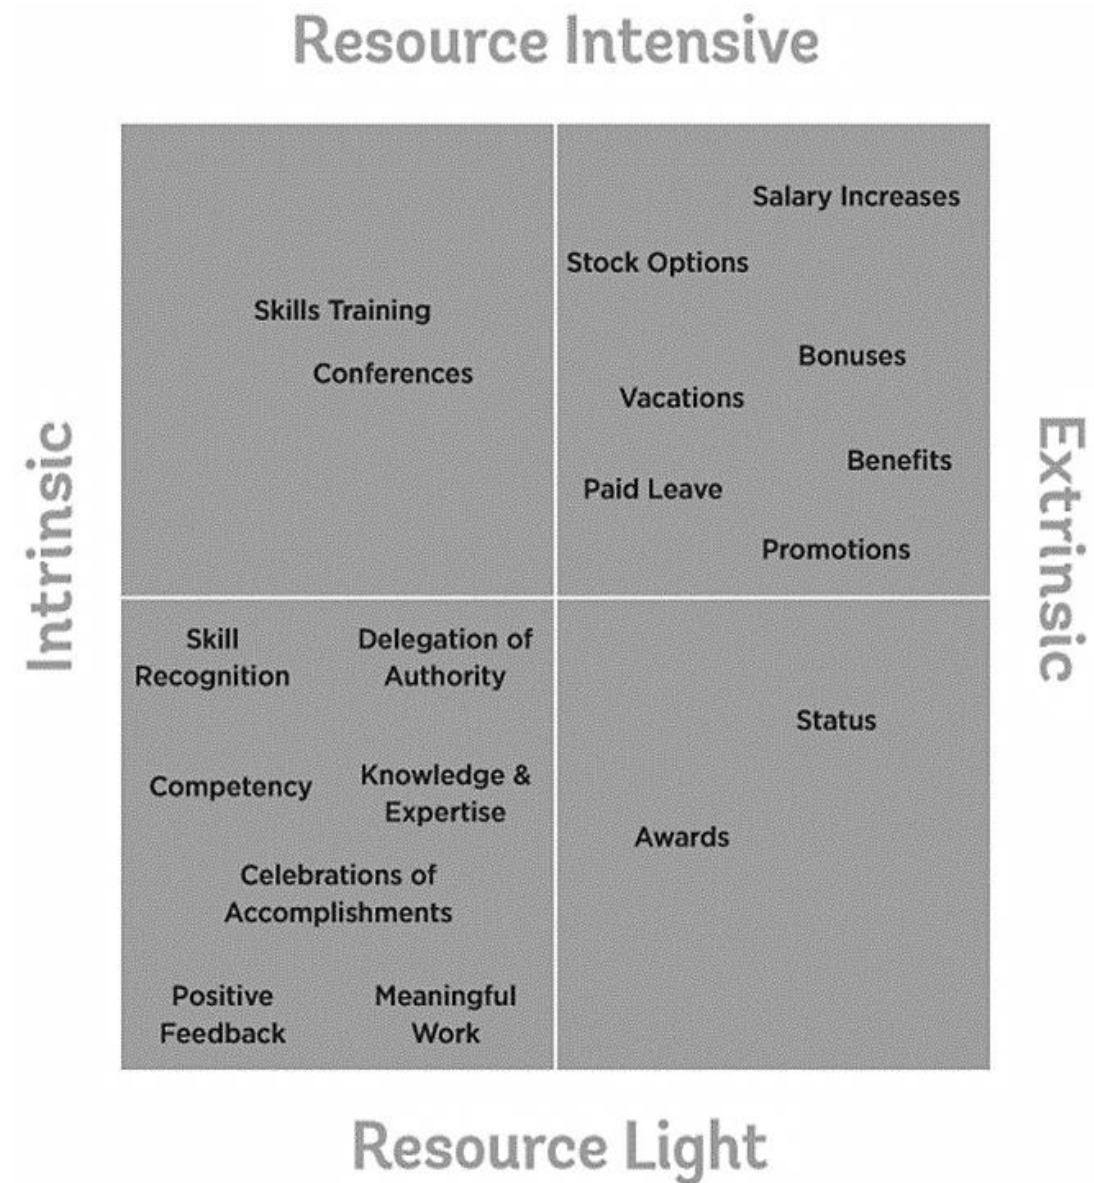 Resource Intensive
Intrinsic
Extrinsic
Salary Increases
Stock Options
Skills Training
Bonuses
Conferences
Vacations
Benefits
Paid Leave
Promotions
Skill
Recognition
Delegation of
Authority
Status
Competency
Knowledge &
Expertise
Awards
Celebrations of
Accomplishments
Positive
Feedback
Meaningful
Work
Resource Light